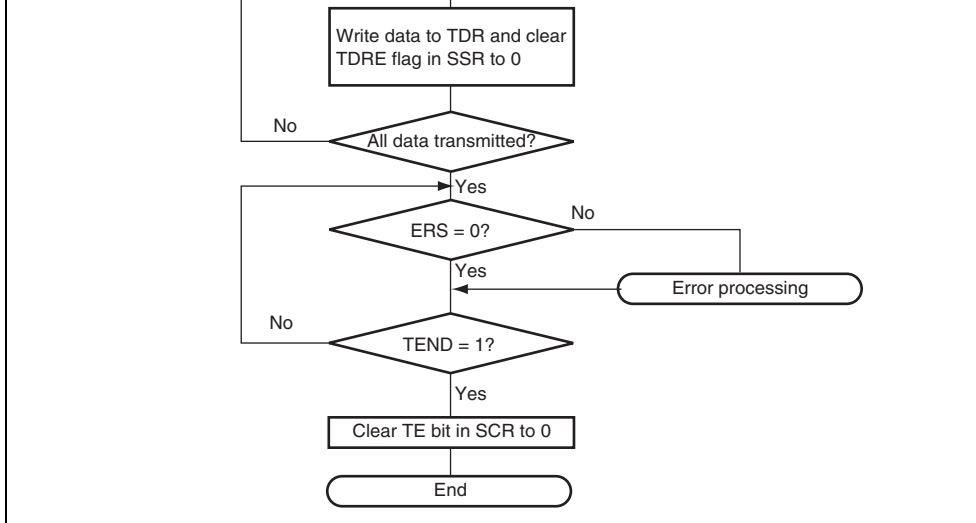 Write data to TDR and clear
TDRE flag in SSR to 0
No
All data transmitted?
Yes
No
ERS = 0?
Yes
Error processing
No
TEND = 1?
Yes
Clear TE bit in SCR to 0
End